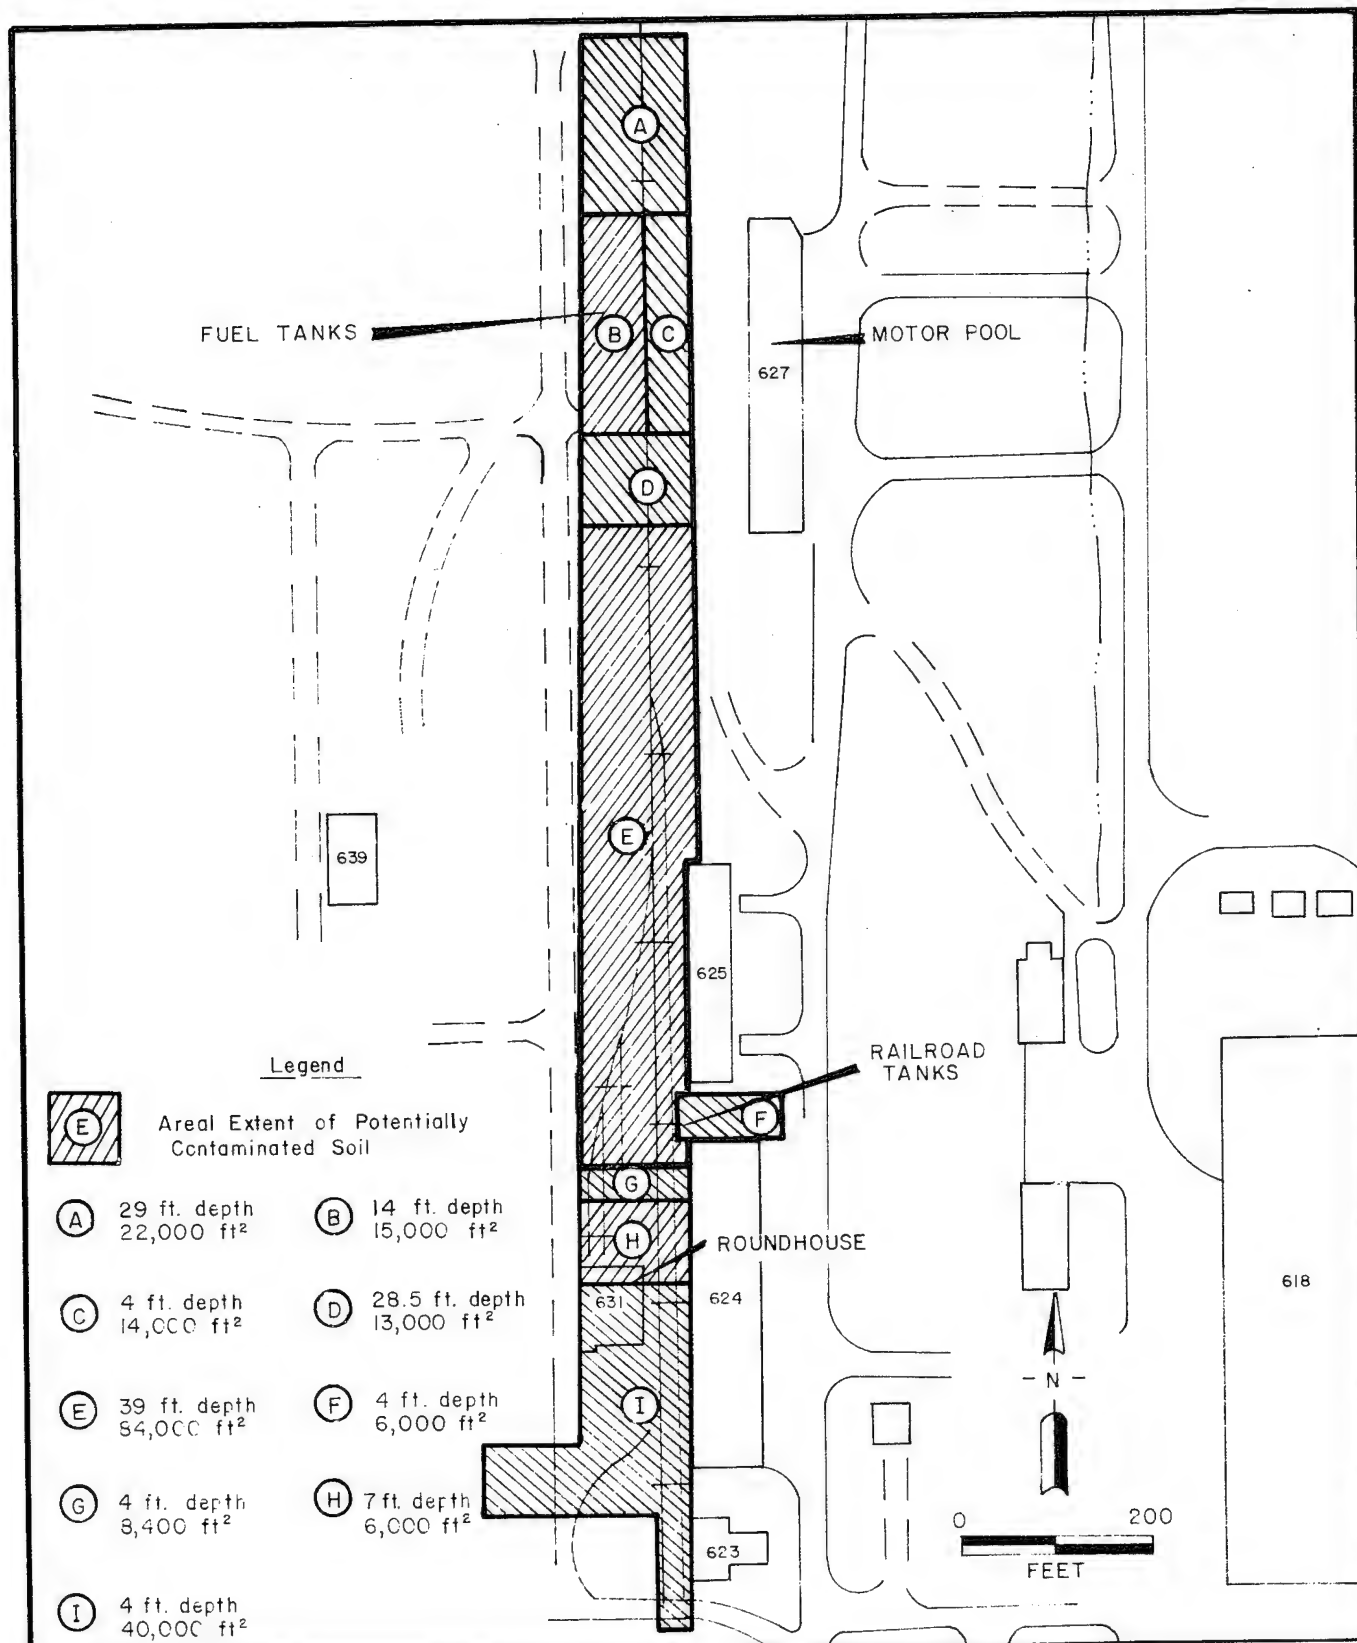 A
FUEL TANKS
B
C
MOTOR POOL
627
D
E
639
625
RAILROAD
TANKS
F
G
H
ROUNDHOUSE
631
624
618
I
623
N
0 200
FEET
Legend
E
Areal Extent of Potentially
Contaminated Soil
A
29 ft. depth
22,000 ft²
B
14 ft. depth
15,000 ft²
C
4 ft. depth
14,000 ft²
D
28.5 ft. depth
13,000 ft²
E
39 ft. depth
84,000 ft²
F
4 ft. depth
6,000 ft²
G
4 ft. depth
8,400 ft²
H
7 ft. depth
6,000 ft²
I
4 ft. depth
40,000 ft²